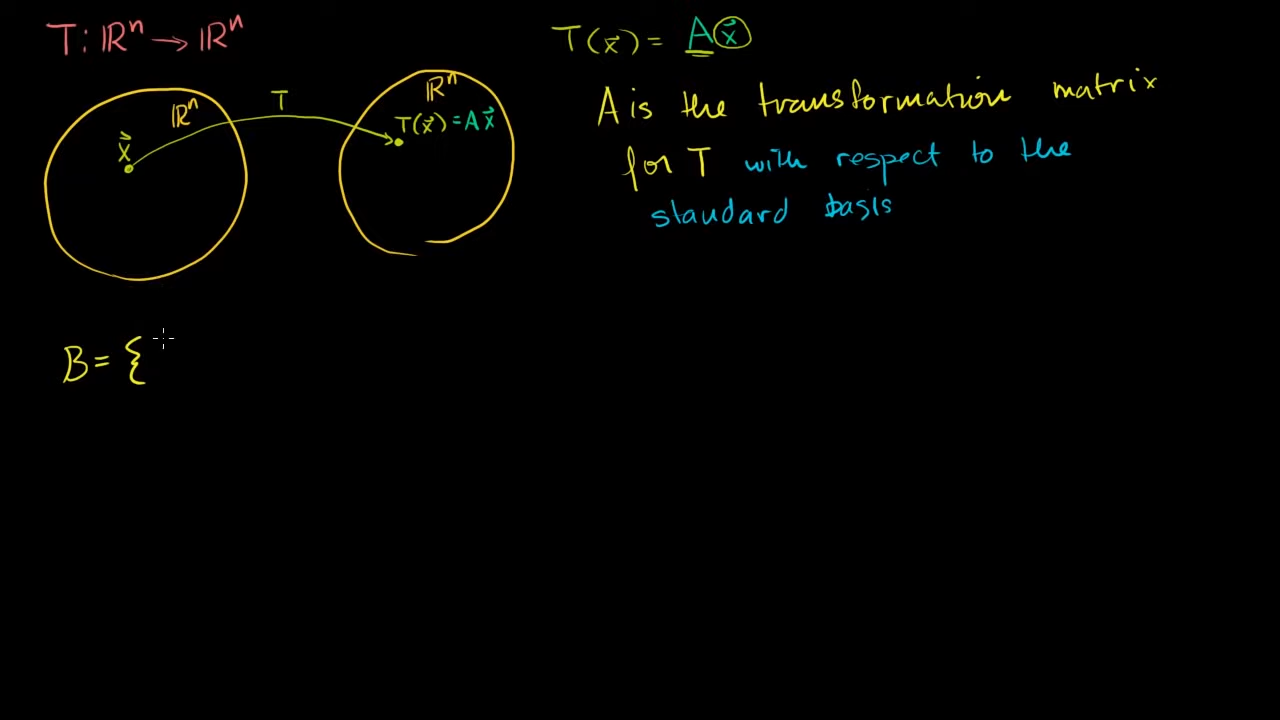 T: ℝⁿ → ℝⁿ
T(x⃗) = Ax⃗
ℝⁿ
T
ℝⁿ
x⃗
T(x⃗) = Ax⃗
A is the transformation matrix
for T with respect to the
standard basis
B = {